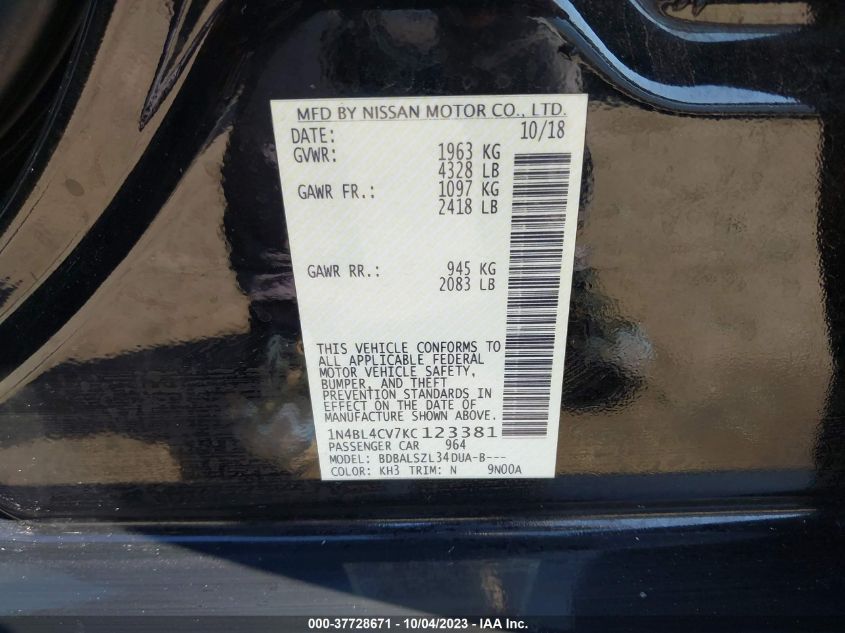 MFD BY NISSAN MOTOR CO., LTD.
DATE: 10/18
GVWR: 1963 KG
4328 LB
GAWR FR.: 1097 KG
2418 LB
GAWR RR.: 945 KG
2083 LB
THIS VEHICLE CONFORMS TO
ALL APPLICABLE FEDERAL
MOTOR VEHICLE SAFETY,
BUMPER, AND THEFT
PREVENTION STANDARDS IN
EFFECT ON THE DATE OF
MANUFACTURE SHOWN ABOVE.
1N4BL4CV7KC123381
PASSENGER CAR 964
MODEL: BDBALSZL34DUA-B---
COLOR: KH3 TRIM: N 9N00A
000-37728671 - 10/04/2023 - IAA Inc.